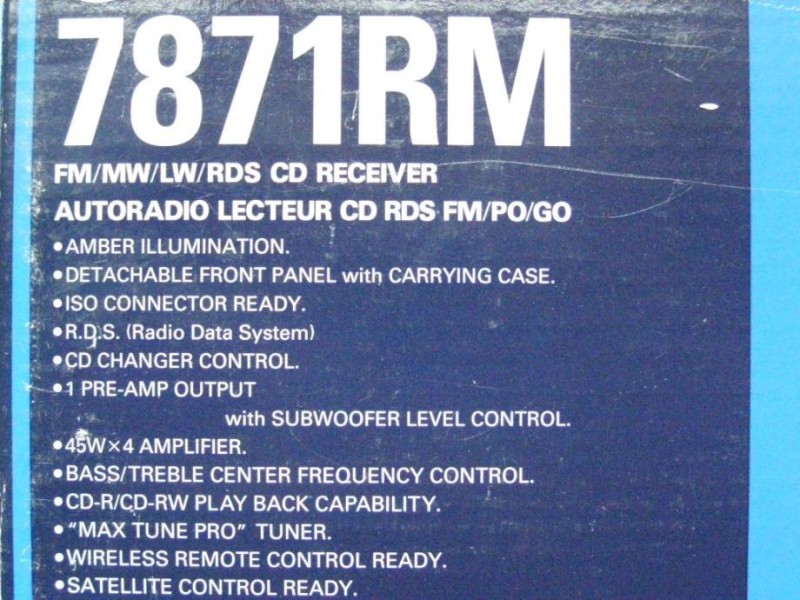 7871RM
FM/MW/LW/RDS CD RECEIVER
AUTORADIO LECTEUR CD RDS FM/PO/GO
•AMBER ILLUMINATION.
•DETACHABLE FRONT PANEL with CARRYING CASE.
•ISO CONNECTOR READY.
•R.D.S. (Radio Data System)
•CD CHANGER CONTROL.
•1 PRE-AMP OUTPUT
with SUBWOOFER LEVEL CONTROL.
•45W×4 AMPLIFIER.
•BASS/TREBLE CENTER FREQUENCY CONTROL.
•CD-R/CD-RW PLAY BACK CAPABILITY.
•"MAX TUNE PRO" TUNER.
•WIRELESS REMOTE CONTROL READY.
•SATELLITE CONTROL READY.